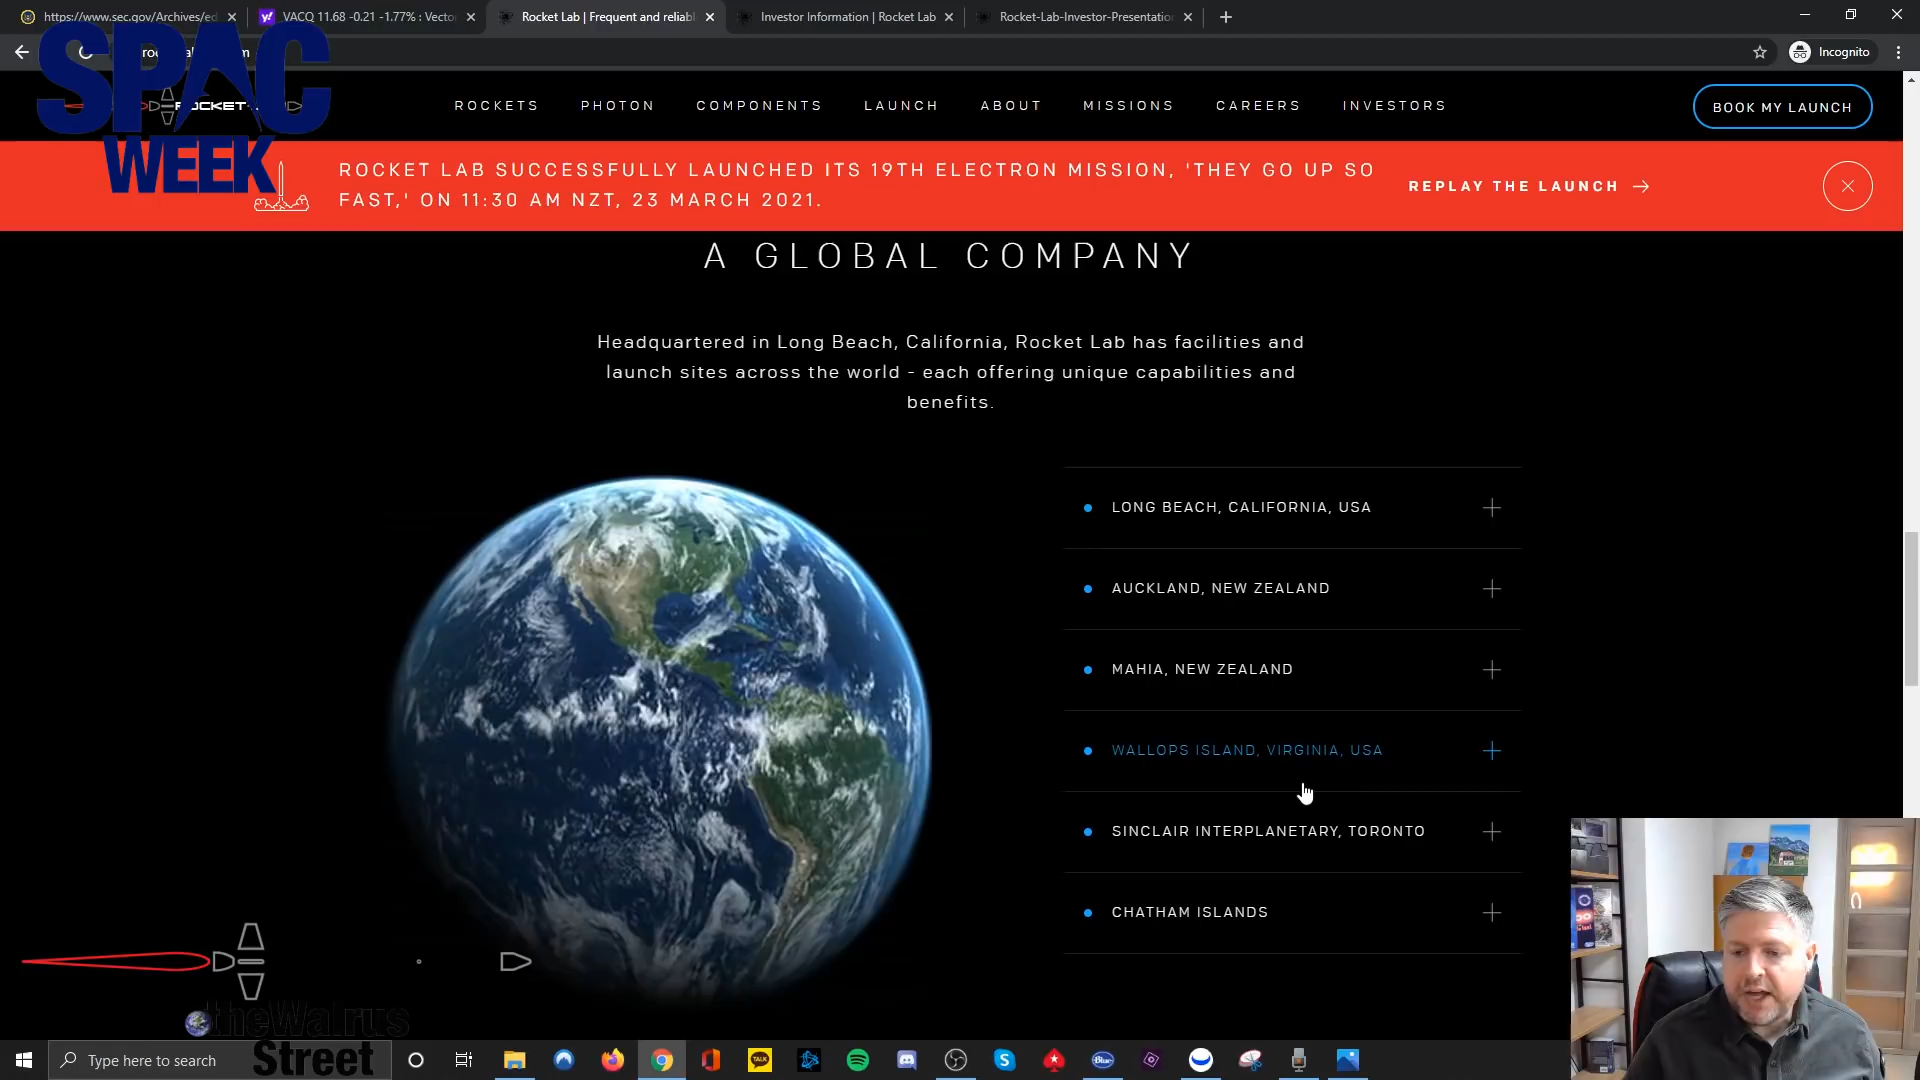 https://www.sec.gov/Archives/ed
VACQ 11.68 -0.21 -1.77% : Vecto
Rocket Lab | Frequent and reliab
Investor Information | Rocket Lab
Rocket-Lab-Investor-Presentatio
Incognito
SPAC
WEEK
ROCKETS
PHOTON
COMPONENTS
LAUNCH
ABOUT
MISSIONS
CAREERS
INVESTORS
BOOK MY LAUNCH
ROCKET LAB SUCCESSFULLY LAUNCHED ITS 19TH ELECTRON MISSION, 'THEY GO UP SO
FAST,' ON 11:30 AM NZT, 23 MARCH 2021.
REPLAY THE LAUNCH
A GLOBAL COMPANY
Headquartered in Long Beach, California, Rocket Lab has facilities and
launch sites across the world - each offering unique capabilities and
benefits.
LONG BEACH, CALIFORNIA, USA
AUCKLAND, NEW ZEALAND
MAHIA, NEW ZEALAND
WALLOPS ISLAND, VIRGINIA, USA
SINCLAIR INTERPLANETARY, TORONTO
CHATHAM ISLANDS
theWalrus
Street
Type here to search
TALK
Blue